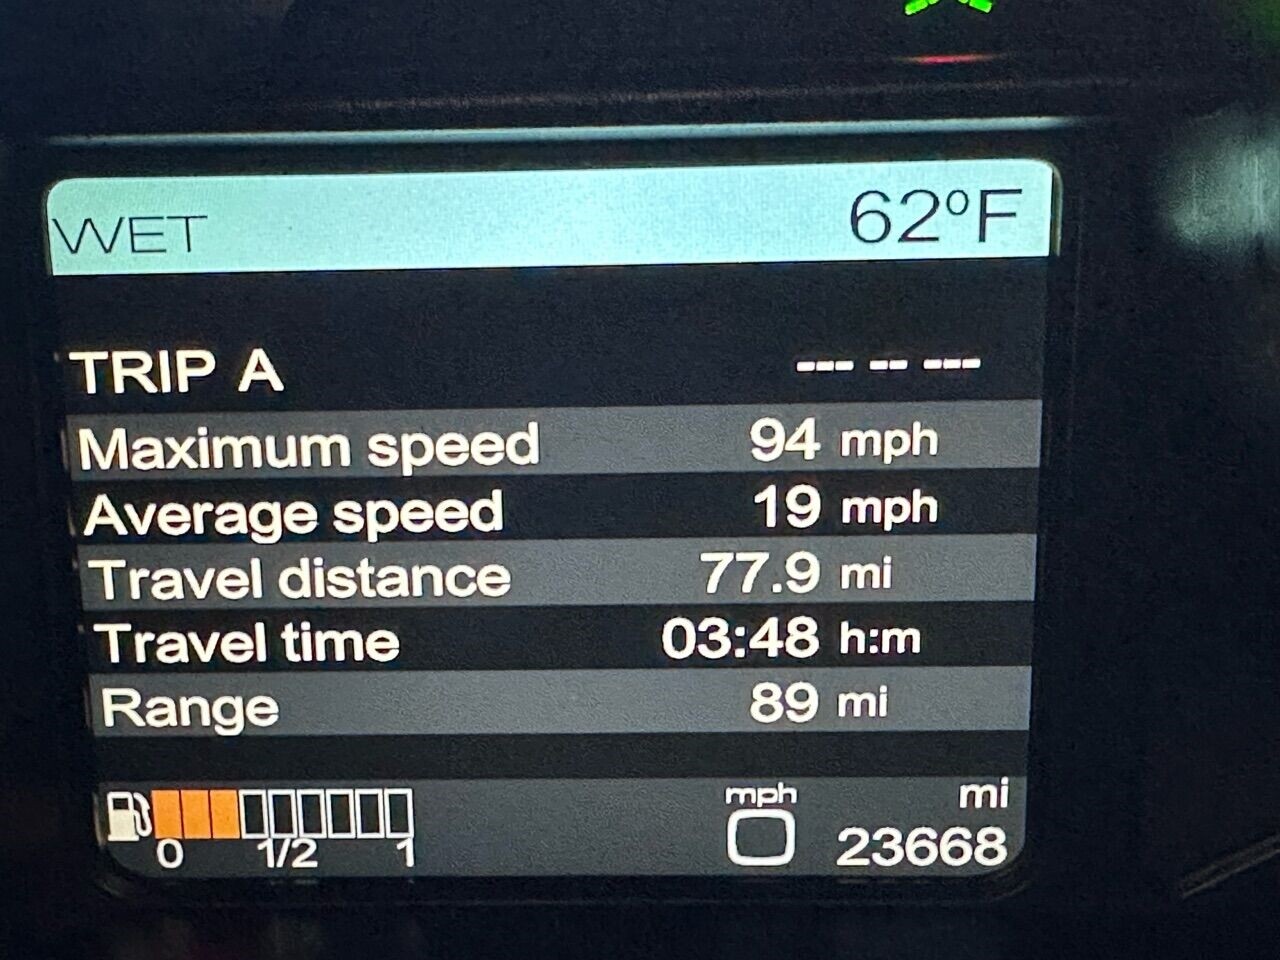 WET 62ºF
TRIP A --- -- ---
Maximum speed 94 mph
Average speed 19 mph
Travel distance 77.9 mi
Travel time 03:48 h:m
Range 89 mi
mph mi
0 1/2 1 23668